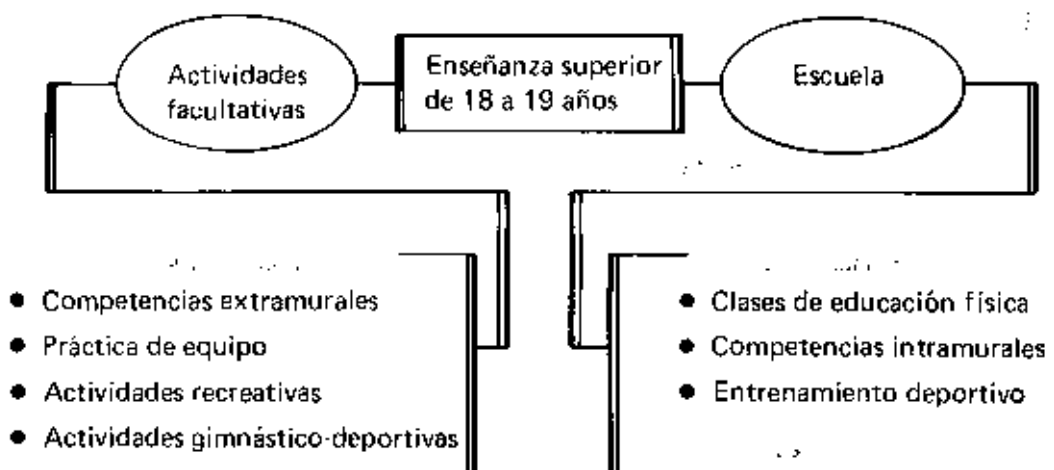 Actividades
facultativas
Enseñanza superior
de 18 a 19 años
Escuela
● Competencias extramurales
● Práctica de equipo
● Actividades recreativas
● Actividades gimnástico-deportivas
● Clases de educación física
● Competencias intramurales
● Entrenamiento deportivo